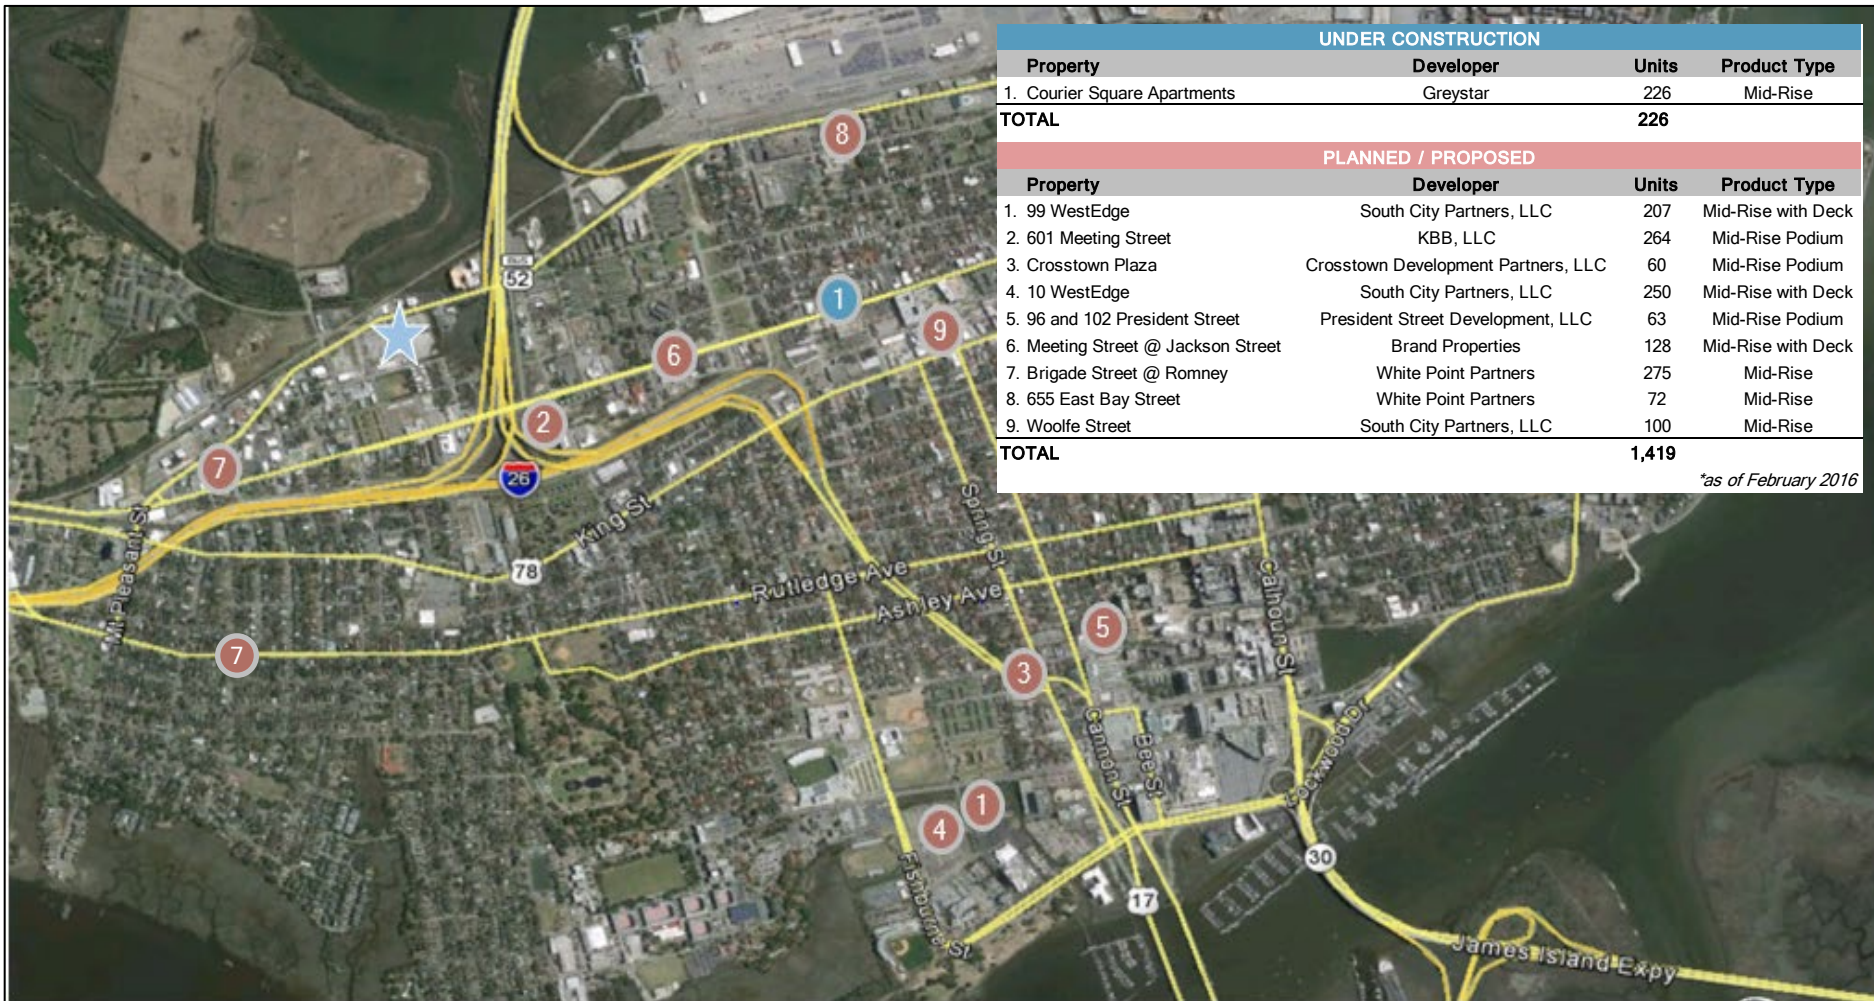 UNDER CONSTRUCTION
Property Developer Units Product Type
1. Courier Square Apartments Greystar 226 Mid-Rise
TOTAL 226
PLANNED / PROPOSED
Property Developer Units Product Type
1. 99 WestEdge South City Partners, LLC 207 Mid-Rise with Deck
2. 601 Meeting Street KBB, LLC 264 Mid-Rise Podium
3. Crosstown Plaza Crosstown Development Partners, LLC 60 Mid-Rise Podium
4. 10 WestEdge South City Partners, LLC 250 Mid-Rise with Deck
5. 96 and 102 President Street President Street Development, LLC 63 Mid-Rise Podium
6. Meeting Street @ Jackson Street Brand Properties 128 Mid-Rise with Deck
7. Brigade Street @ Romney White Point Partners 275 Mid-Rise
8. 655 East Bay Street White Point Partners 72 Mid-Rise
9. Woolfe Street South City Partners, LLC 100 Mid-Rise
TOTAL 1,419
*as of February 2016
8
52
1
9
6
2
7
26
King St
Spring St
Mt Pleasant St
78
Rutledge Ave
Ashley Ave
Calhoun St
5
7
3
Cannon St
Bee St
Lockwood Dr
1
4
30
Fishburne St
17
James Island Expy